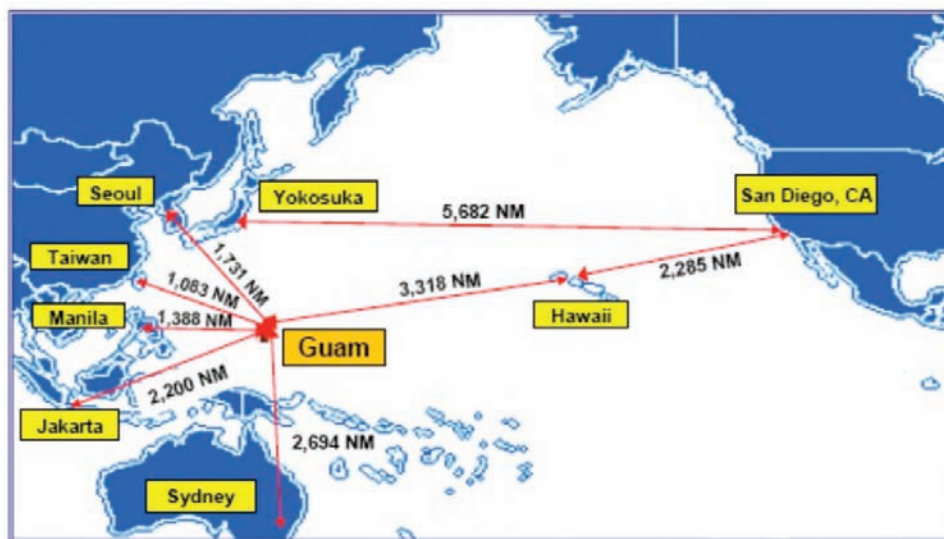 Seoul
Yokosuka
San Diego, CA
5,682 NM
Taiwan
1,731 NM
1,083 NM
3,318 NM
2,285 NM
Manila
1,388 NM
Hawaii
Guam
2,200 NM
Jakarta
2,694 NM
Sydney